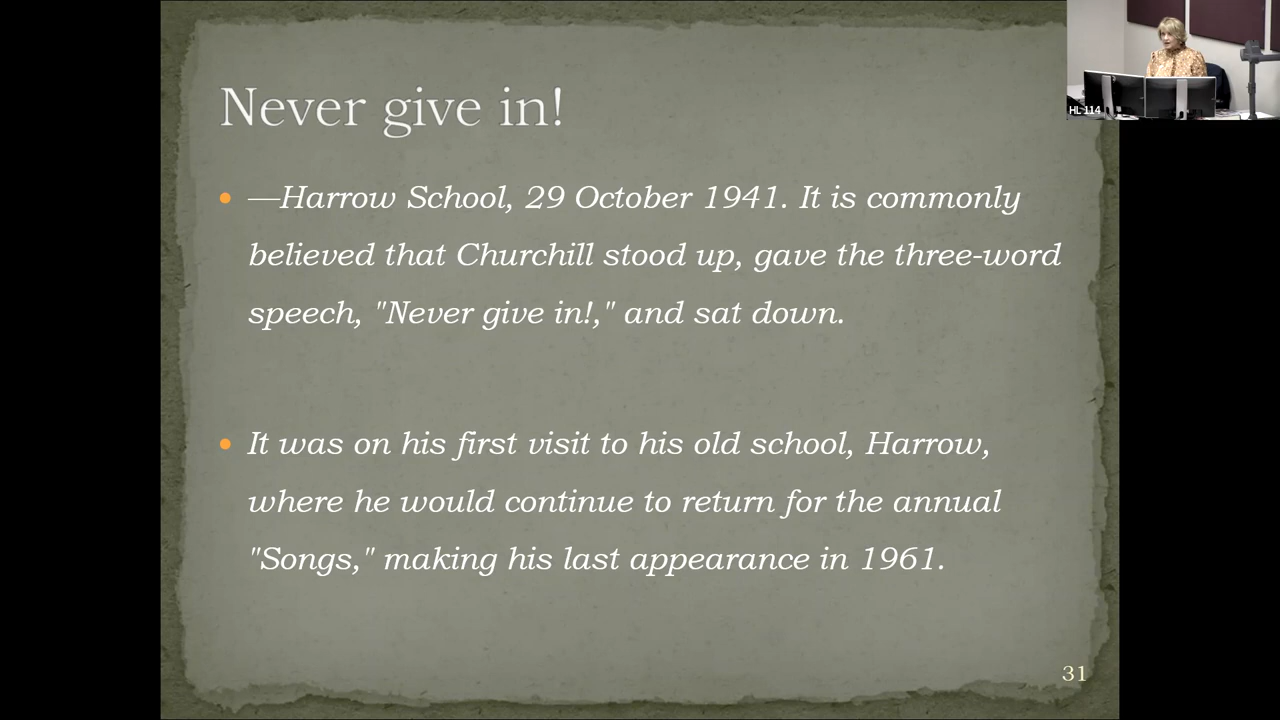 Never give in!
—Harrow School, 29 October 1941. It is commonly
believed that Churchill stood up, gave the three-word
speech, "Never give in!," and sat down.
It was on his first visit to his old school, Harrow,
where he would continue to return for the annual
"Songs," making his last appearance in 1961.
31
HL 114